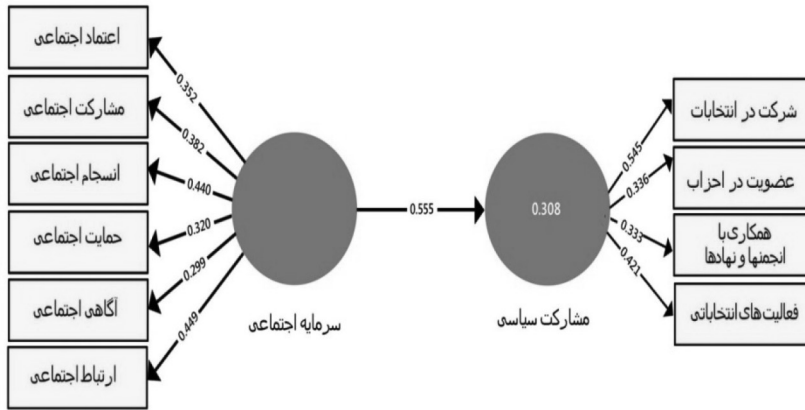 اعتماد اجتماعی
مشارکت اجتماعی
انسجام اجتماعی
حمایت اجتماعی
آگاهی اجتماعی
ارتباط اجتماعی
0.352
0.382
0.440
0.320
0.299
0.449
سرمایه اجتماعی
0.555
0.308
مشارکت سیاسی
0.545
0.336
0.333
0.421
شرکت در انتخابات
عضویت در احزاب
همکاری با
انجمنها و نهادها
فعالیت‌های انتخاباتی